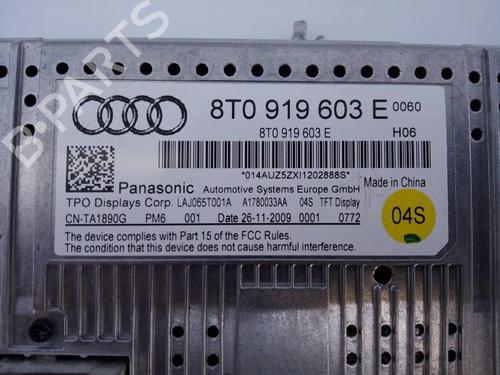 8T0 919 603 E 0060
8T0 919 603 E H06
*014AUZ5ZXI1202888S*
Panasonic Automotive Systems Europe GmbH
Made in China
TPO Displays Corp. LAJ065T001A A1780033AA 04S TFT Display
CN-TA1890G PM6 001 Date 26-11-2009 0001 0772
04S
The device complies with Part 15 of the FCC Rules.
The condition that this device does not cause harmful interference.
B-PARTS